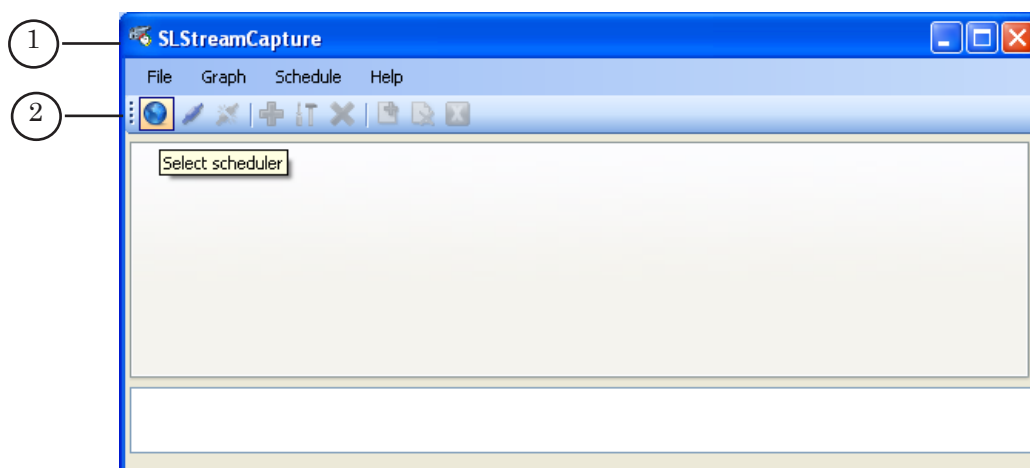 1
SLStreamCapture
File Graph Schedule Help
2
Select scheduler